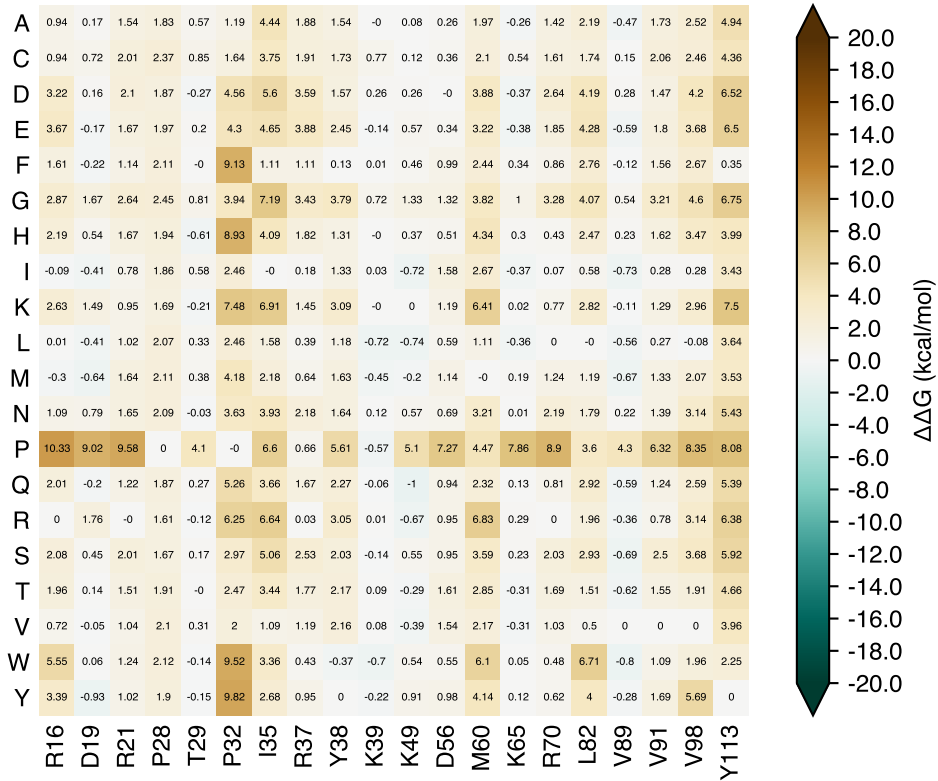 A 0.94 0.17 1.54 1.83 0.57 1.19 4.44 1.88 1.54 -0 0.08 0.26 1.97 -0.26 1.42 2.19 -0.47 1.73 2.52 4.94
C 0.94 0.72 2.01 2.37 0.85 1.64 3.75 1.91 1.73 0.77 0.12 0.36 2.1 0.54 1.61 1.74 0.15 2.06 2.46 4.36
D 3.22 0.16 2.1 1.87 -0.27 4.56 5.6 3.59 1.57 0.26 0.26 -0 3.88 -0.37 2.64 4.19 0.28 1.47 4.2 6.52
E 3.67 -0.17 1.67 1.97 0.2 4.3 4.65 3.88 2.45 -0.14 0.57 0.34 3.22 -0.38 1.85 4.28 -0.59 1.8 3.68 6.5
F 1.61 -0.22 1.14 2.11 -0 9.13 1.11 1.11 0.13 0.01 0.46 0.99 2.44 0.34 0.86 2.76 -0.12 1.56 2.67 0.35
G 2.87 1.67 2.64 2.45 0.81 3.94 7.19 3.43 3.79 0.72 1.33 1.32 3.82 1 3.28 4.07 0.54 3.21 4.6 6.75
H 2.19 0.54 1.67 1.94 -0.61 8.93 4.09 1.82 1.31 -0 0.37 0.51 4.34 0.3 0.43 2.47 0.23 1.62 3.47 3.99
I -0.09 -0.41 0.78 1.86 0.58 2.46 -0 0.18 1.33 0.03 -0.72 1.58 2.67 -0.37 0.07 0.58 -0.73 0.28 0.28 3.43
K 2.63 1.49 0.95 1.69 -0.21 7.48 6.91 1.45 3.09 -0 0 1.19 6.41 0.02 0.77 2.82 -0.11 1.29 2.96 7.5
L 0.01 -0.41 1.02 2.07 0.33 2.46 1.58 0.39 1.18 -0.72 -0.74 0.59 1.11 -0.36 0 -0 -0.56 0.27 -0.08 3.64
M -0.3 -0.64 1.64 2.11 0.38 4.18 2.18 0.64 1.63 -0.45 -0.2 1.14 -0 0.19 1.24 1.19 -0.67 1.33 2.07 3.53
N 1.09 0.79 1.65 2.09 -0.03 3.63 3.93 2.18 1.64 0.12 0.57 0.69 3.21 0.01 2.19 1.79 0.22 1.39 3.14 5.43
P 10.33 9.02 9.58 0 4.1 -0 6.6 0.66 5.61 -0.57 5.1 7.27 4.47 7.86 8.9 3.6 4.3 6.32 8.35 8.08
Q 2.01 -0.2 1.22 1.87 0.27 5.26 3.66 1.67 2.27 -0.06 -1 0.94 2.32 0.13 0.81 2.92 -0.59 1.24 2.59 5.39
R 0 1.76 -0 1.61 -0.12 6.25 6.64 0.03 3.05 0.01 -0.67 0.95 6.83 0.29 0 1.96 -0.36 0.78 3.14 6.38
S 2.08 0.45 2.01 1.67 0.17 2.97 5.06 2.53 2.03 -0.14 0.55 0.95 3.59 0.23 2.03 2.93 -0.69 2.5 3.68 5.92
T 1.96 0.14 1.51 1.91 -0 2.47 3.44 1.77 2.17 0.09 -0.29 1.61 2.85 -0.31 1.69 1.51 -0.62 1.55 1.91 4.66
V 0.72 -0.05 1.04 2.1 0.31 2 1.09 1.19 2.16 0.08 -0.39 1.54 2.17 -0.31 1.03 0.5 0 0 0 3.96
W 5.55 0.06 1.24 2.12 -0.14 9.52 3.36 0.43 -0.37 -0.7 0.54 0.55 6.1 0.05 0.48 6.71 -0.8 1.09 1.96 2.25
Y 3.39 -0.93 1.02 1.9 -0.15 9.82 2.68 0.95 0 -0.22 0.91 0.98 4.14 0.12 0.62 4 -0.28 1.69 5.69 0
R16 D19 R21 P28 T29 P32 I35 R37 Y38 K39 K49 D56 M60 K65 R70 L82 V89 V91 V98 Y113
20.0
18.0
16.0
14.0
12.0
10.0
8.0
6.0
4.0
2.0
0.0
-2.0
-4.0
-6.0
-8.0
-10.0
-12.0
-14.0
-16.0
-18.0
-20.0
ΔΔG (kcal/mol)